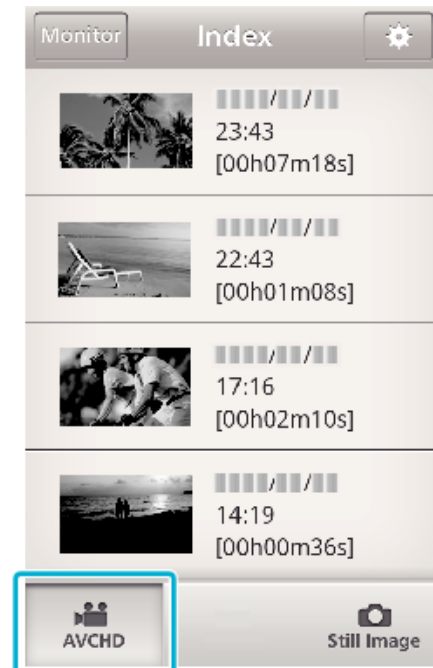 Monitor Index
23:43
[00h07m18s]
22:43
[00h01m08s]
17:16
[00h02m10s]
14:19
[00h00m36s]
AVCHD Still Image